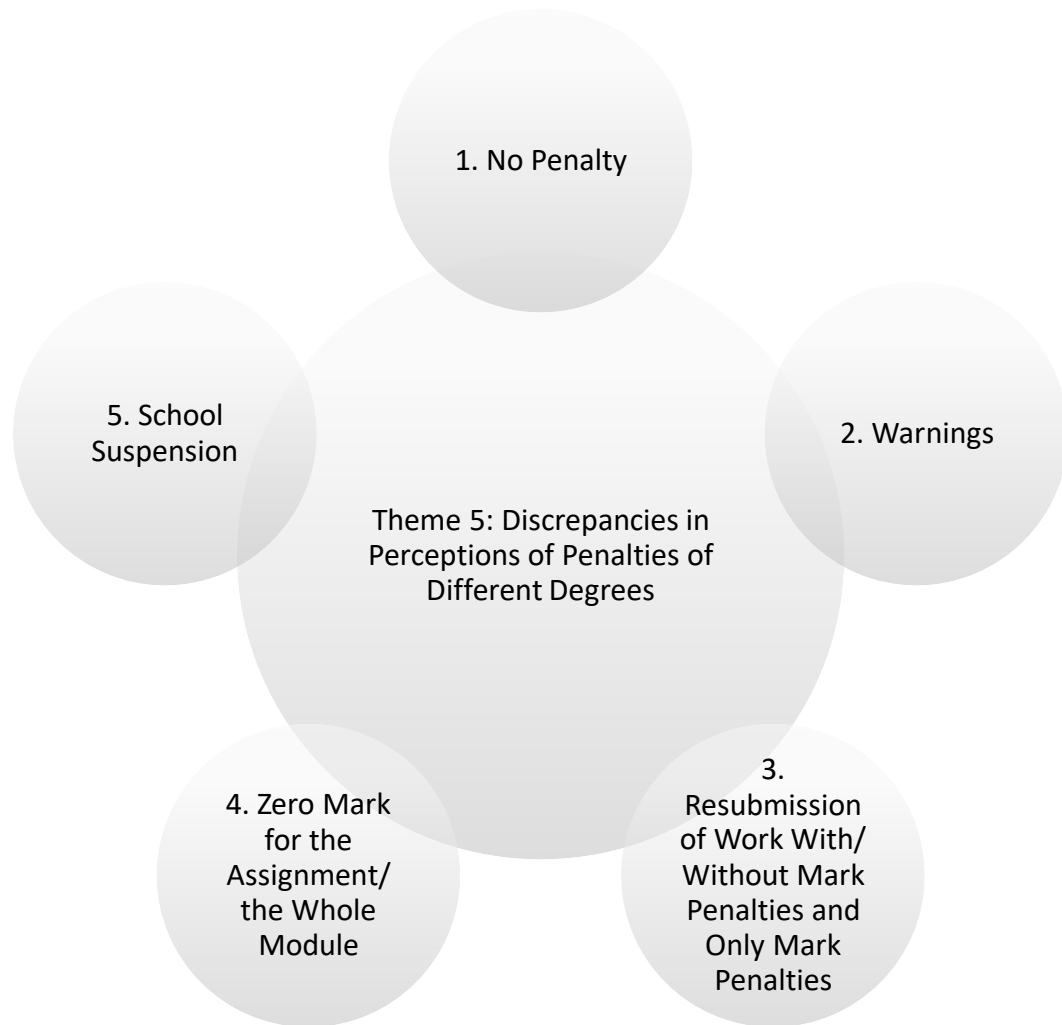 1. No Penalty
2. Warnings
3.
Resubmission
of Work With/
Without Mark
Penalties and
Only Mark
Penalties
4. Zero Mark
for the
Assignment/
the Whole
Module
5. School
Suspension
Theme 5: Discrepancies in
Perceptions of Penalties of
Different Degrees